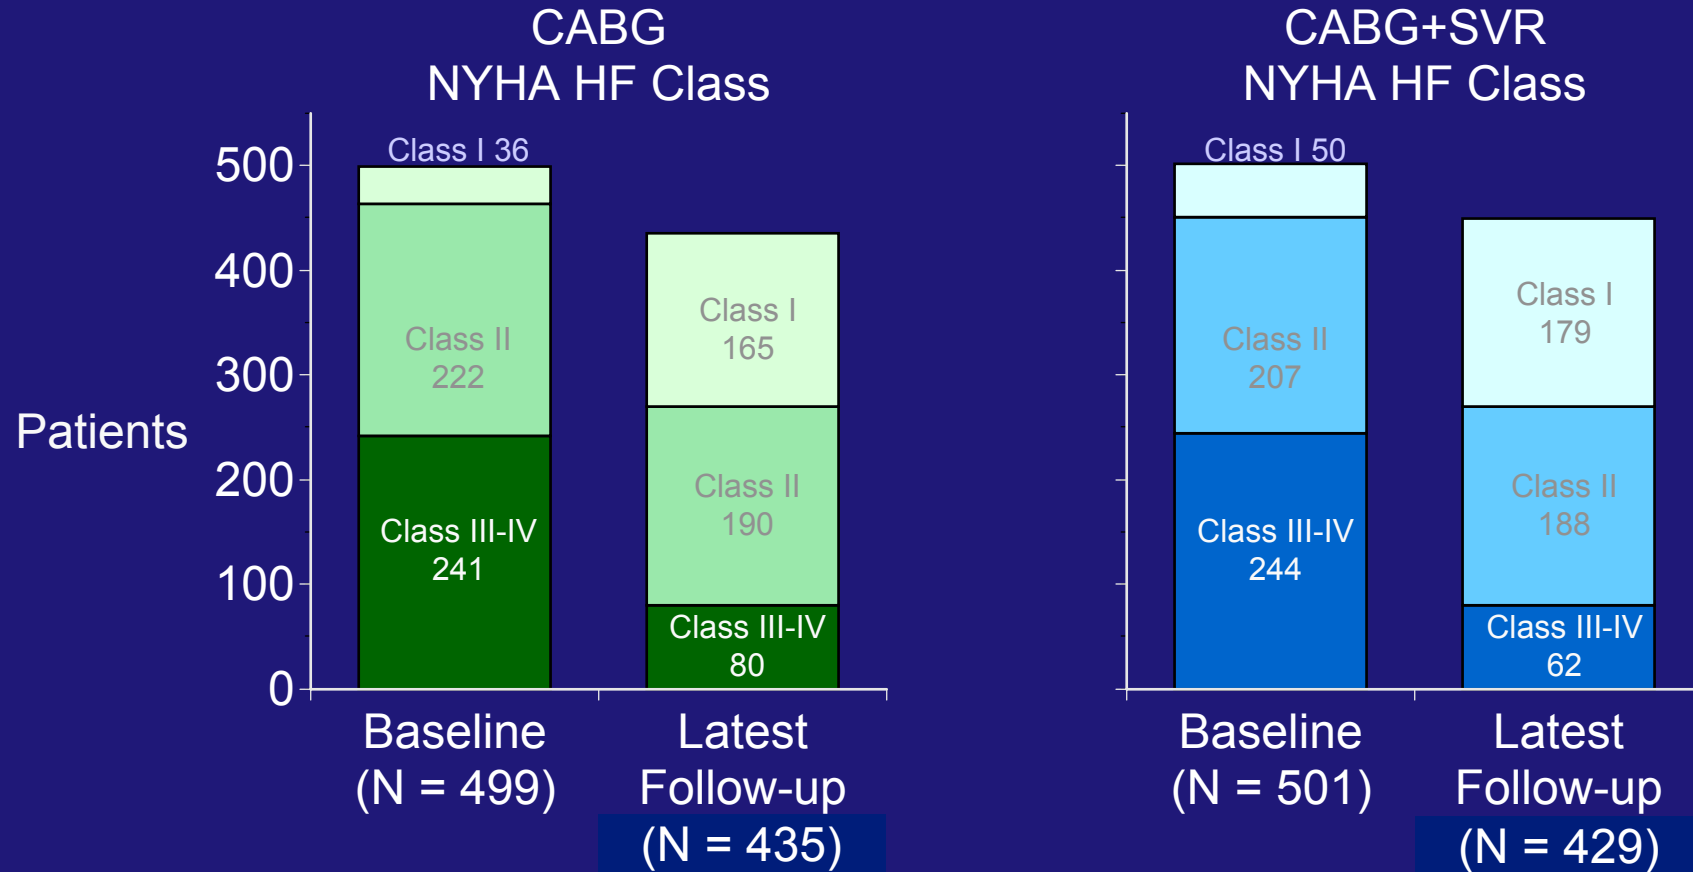 CABG
NYHA HF Class
500
400
300
200
100
0
Patients
Class I 36
Class II
222
Class III-IV
241
Class I
165
Class II
190
Class III-IV
80
Baseline
(N = 499)
Latest
Follow-up
(N = 435)
CABG+SVR
NYHA HF Class
Class I 50
Class II
207
Class III-IV
244
Class I
179
Class II
188
Class III-IV
62
Baseline
(N = 501)
Latest
Follow-up
(N = 429)